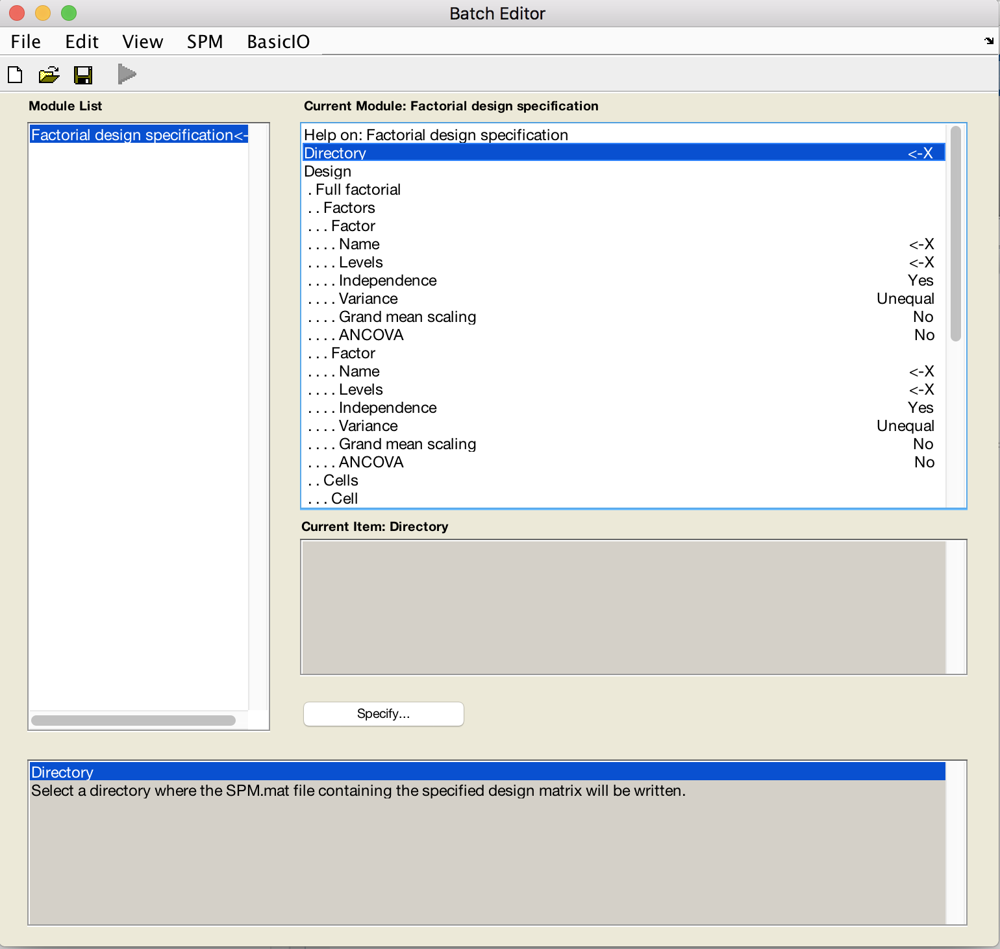 Batch Editor
File Edit View SPM BasicIO
Module List
Factorial design specification<-
Current Module: Factorial design specification
Help on: Factorial design specification
Directory <-X
Design
. Full factorial
. . Factors
. . . Factor
. . . . Name <-X
. . . . Levels <-X
. . . . Independence Yes
. . . . Variance Unequal
. . . . Grand mean scaling No
. . . . ANCOVA No
. . . Factor
. . . . Name <-X
. . . . Levels <-X
. . . . Independence Yes
. . . . Variance Unequal
. . . . Grand mean scaling No
. . . . ANCOVA No
. . Cells
. . . Cell
Current Item: Directory
Specify...
Directory
Select a directory where the SPM.mat file containing the specified design matrix will be written.